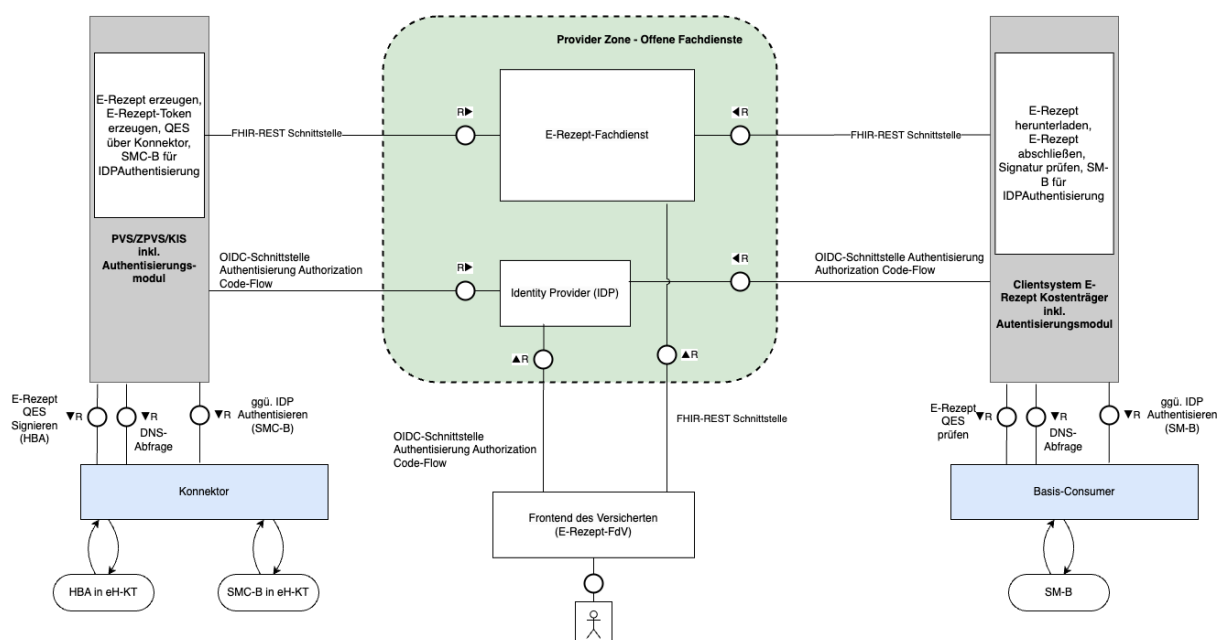 Provider Zone - Offene Fachdienste
E-Rezept erzeugen,
E-Rezept-Token
erzeugen, QES
über Konnektor,
SMC-B für
IDPAuthentisierung
PVS/ZPVS/KIS
inkl.
Authentisierungs-
modul
FHIR-REST Schnittstelle
R▶
E-Rezept-Fachdienst
◀R
FHIR-REST Schnittstelle
E-Rezept
herunterladen,
E-Rezept
abschließen,
Signatur prüfen, SM-
B für
IDPAuthentisierung
Clientsystem E-
Rezept Kostenträger
inkl.
Autentisierungsmodul
OIDC-Schnittstelle
Authentisierung Authorization
Code-Flow
R▶
Identity Provider (IDP)
◀R
OIDC-Schnittstelle Authentisierung
Authorization Code-Flow
▲R
▲R
E-Rezept
QES
Signieren
(HBA)
▼R
▼R
DNS-
Abfrage
▼R
ggü. IDP
Authentisieren
(SMC-B)
OIDC-Schnittstelle
Authentisierung Authorization
Code-Flow
FHIR-REST Schnittstelle
E-Rezept
QES
prüfen
▼R
▼R
DNS-
Abfrage
▼R
ggü. IDP
Authentisieren
(SM-B)
Konnektor
Frontend des Versicherten
(E-Rezept-FdV)
Basis-Consumer
HBA in eH-KT
SMC-B in eH-KT
SM-B